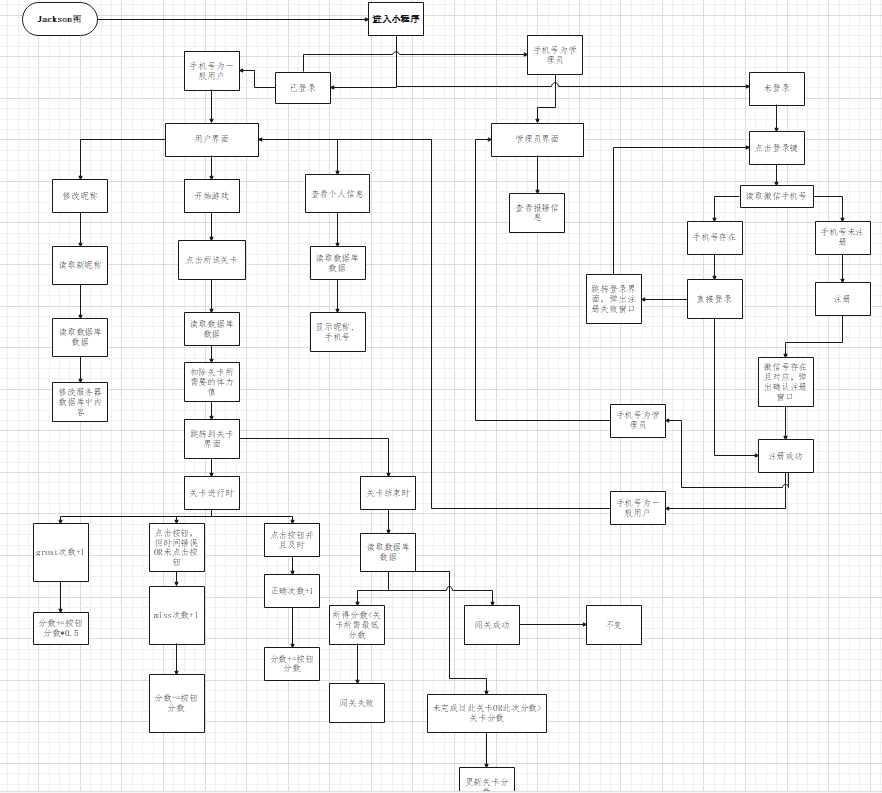 Jackson图
进入小程序
手机号为管
理员
手机号为一
般用户
已登录
未登录
用户界面
管理员界面
点击登录键
修改昵称
开始游戏
查看个人信息
查看报错信
息
读取微信手机号
手机号存在
手机号未注
册
读取新昵称
点击所选关卡
读取数据库
数据
跳转登录界
面，弹出注
册失败窗口
直接登录
注册
读取数据库
数据
读取数据库
数据
显示昵称，
手机号
扣除关卡所
需要的体力
值
修改服务器
数据库中内
容
微信号存在
且对应，弹
出确认注册
窗口
跳转到关卡
界面
手机号为管
理员
注册成功
关卡进行时
关卡结束时
手机号为一
般用户
great次数+1
点击按钮，
但时间错误
OR未点击按
钮
点击按钮并
且及时
读取数据库
数据
正确次数+1
miss次数+1
分数+=按钮
分数*0.5
所得分数<关
卡所需最低
分数
闯关成功
不变
分数+=按钮
分数
分数-=按钮
分数
闯关失败
未完成过此关卡OR此次分数>
关卡分数
更新关卡分